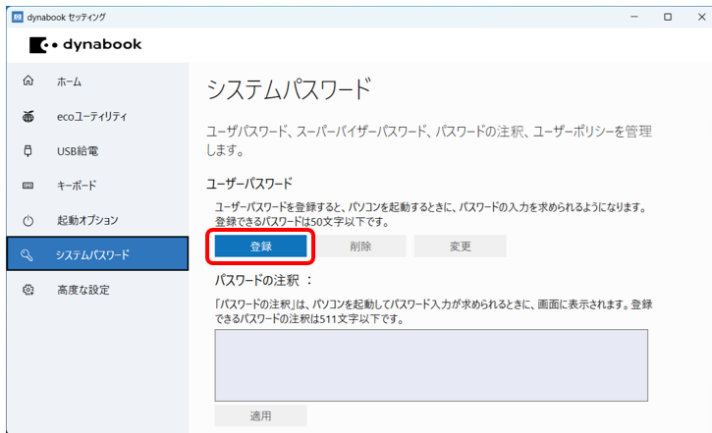 dynabook セッティング
dynabook
ホーム
ecoユーティリティ
USB給電
キーボード
起動オプション
システムパスワード
高度な設定
システムパスワード
ユーザパスワード、スーパーバイザーパスワード、パスワードの注釈、ユーザーポリシーを管理
します。
ユーザーパスワード
ユーザーパスワードを登録すると、パソコンを起動するときに、パスワードの入力を求められるようになります。
登録できるパスワードは50文字以下です。
登録 削除 変更
パスワードの注釈 :
「パスワードの注釈」は、パソコンを起動してパスワード入力が求められるときに、画面に表示されます。登録
できるパスワードの注釈は511文字以下です。
適用